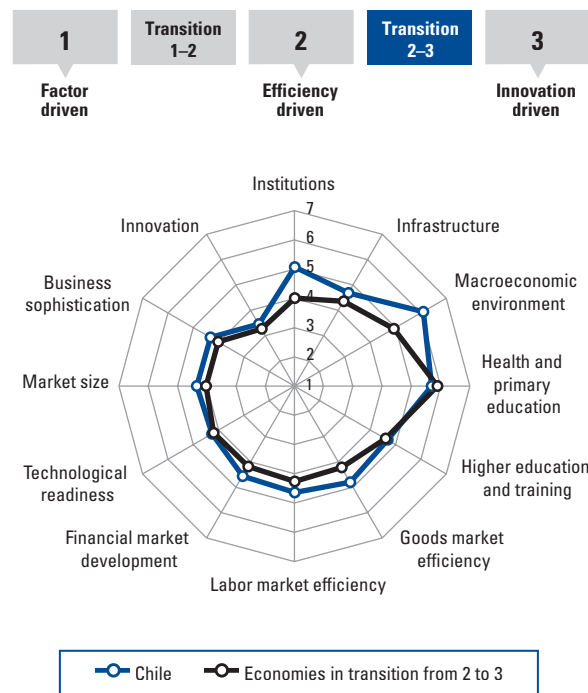 1
Transition
1–2
2
Transition
2–3
3
Factor
driven
Efficiency
driven
Innovation
driven
Institutions
7
6
5
4
3
2
1
Infrastructure
Macroeconomic
environment
Health and
primary
education
Higher education
and training
Goods market
efficiency
Labor market efficiency
Financial market
development
Technological
readiness
Market size
Business
sophistication
Innovation
Chile
Economies in transition from 2 to 3